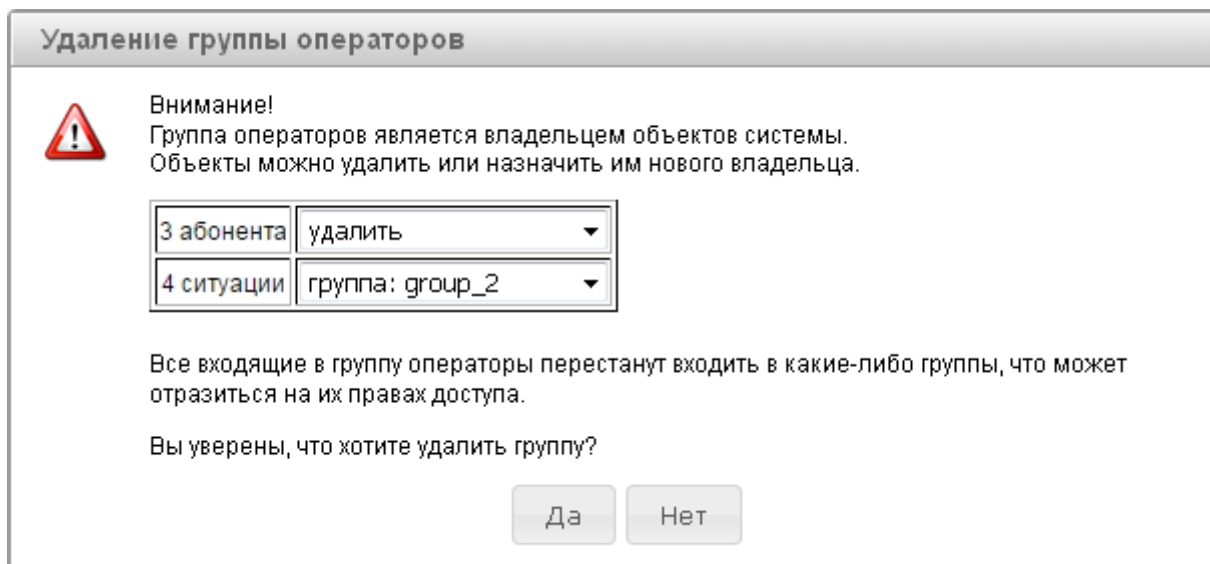 Удаление группы операторов
Внимание!
Группа операторов является владельцем объектов системы.
Объекты можно удалить или назначить им нового владельца.
3 абонента удалить
4 ситуации группа: group_2
Все входящие в группу операторы перестанут входить в какие-либо группы, что может
отразиться на их правах доступа.
Вы уверены, что хотите удалить группу?
Да Нет